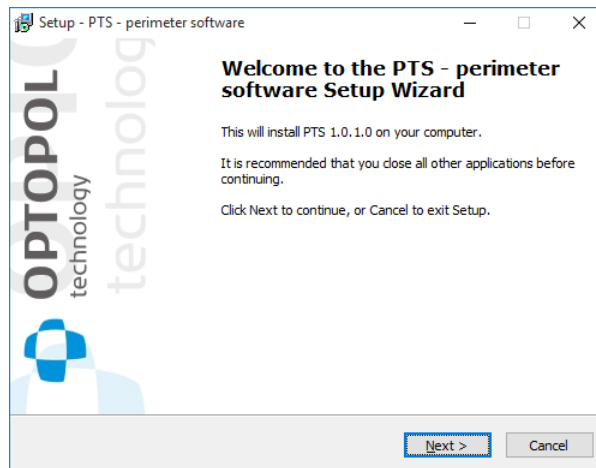 Setup - PTS - perimeter software
OPTOPOL
technology
technolog
Welcome to the PTS - perimeter
software Setup Wizard
This will install PTS 1.0.1.0 on your computer.
It is recommended that you close all other applications before
continuing.
Click Next to continue, or Cancel to exit Setup.
Next >
Cancel